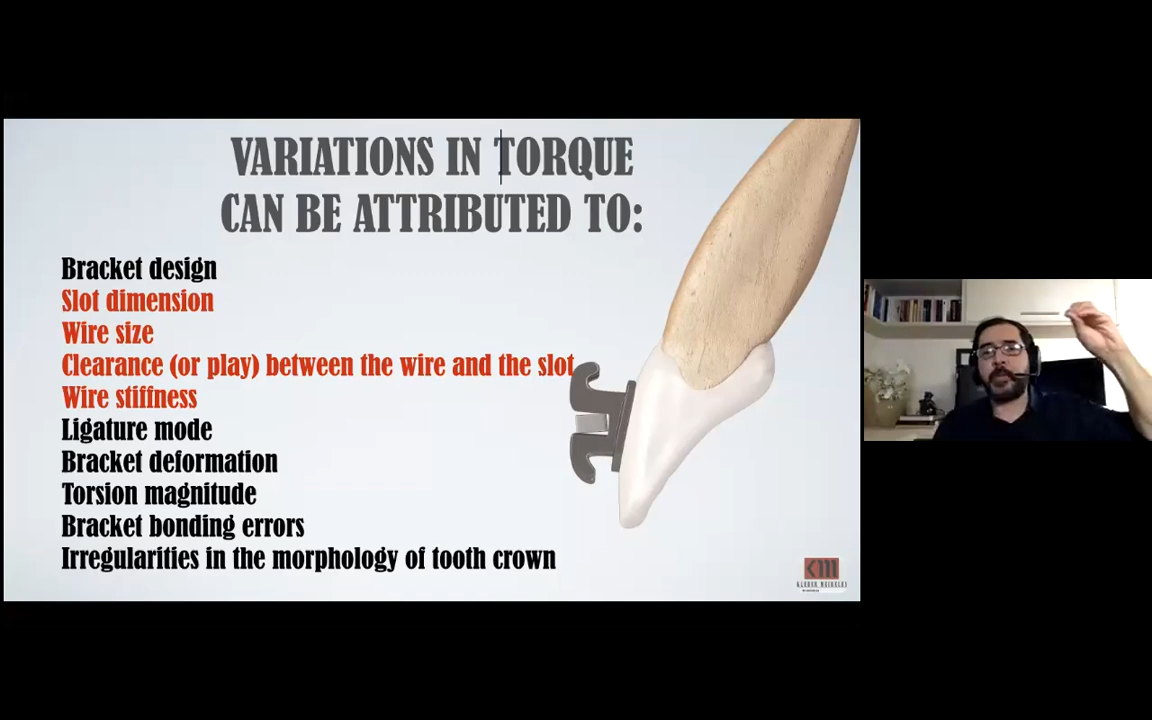 VARIATIONS IN TORQUE
CAN BE ATTRIBUTED TO:
Bracket design
Slot dimension
Wire size
Clearance (or play) between the wire and the slot
Wire stiffness
Ligature mode
Bracket deformation
Torsion magnitude
Bracket bonding errors
Irregularities in the morphology of tooth crown
KM